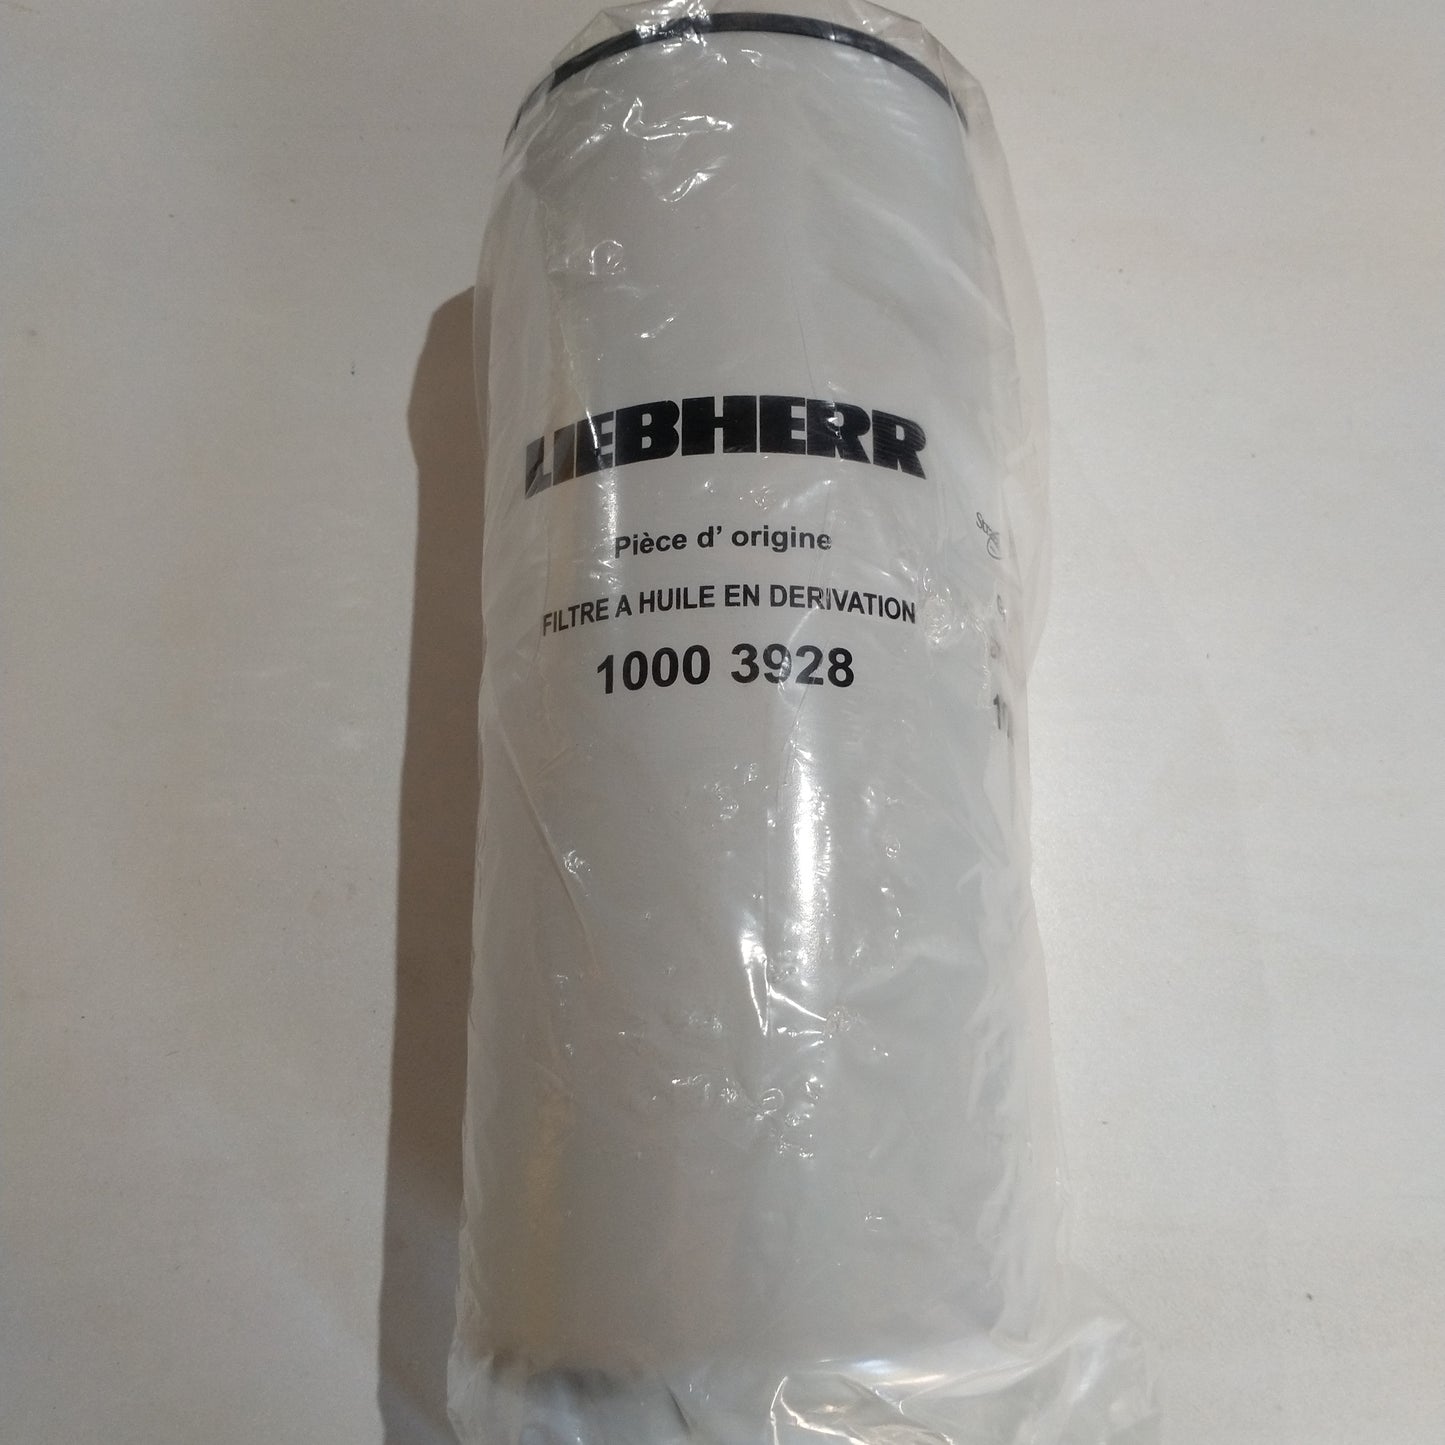 LIEBHERR
Pièce d' origine
FILTRE A HUILE EN DERIVATION
1000 3928